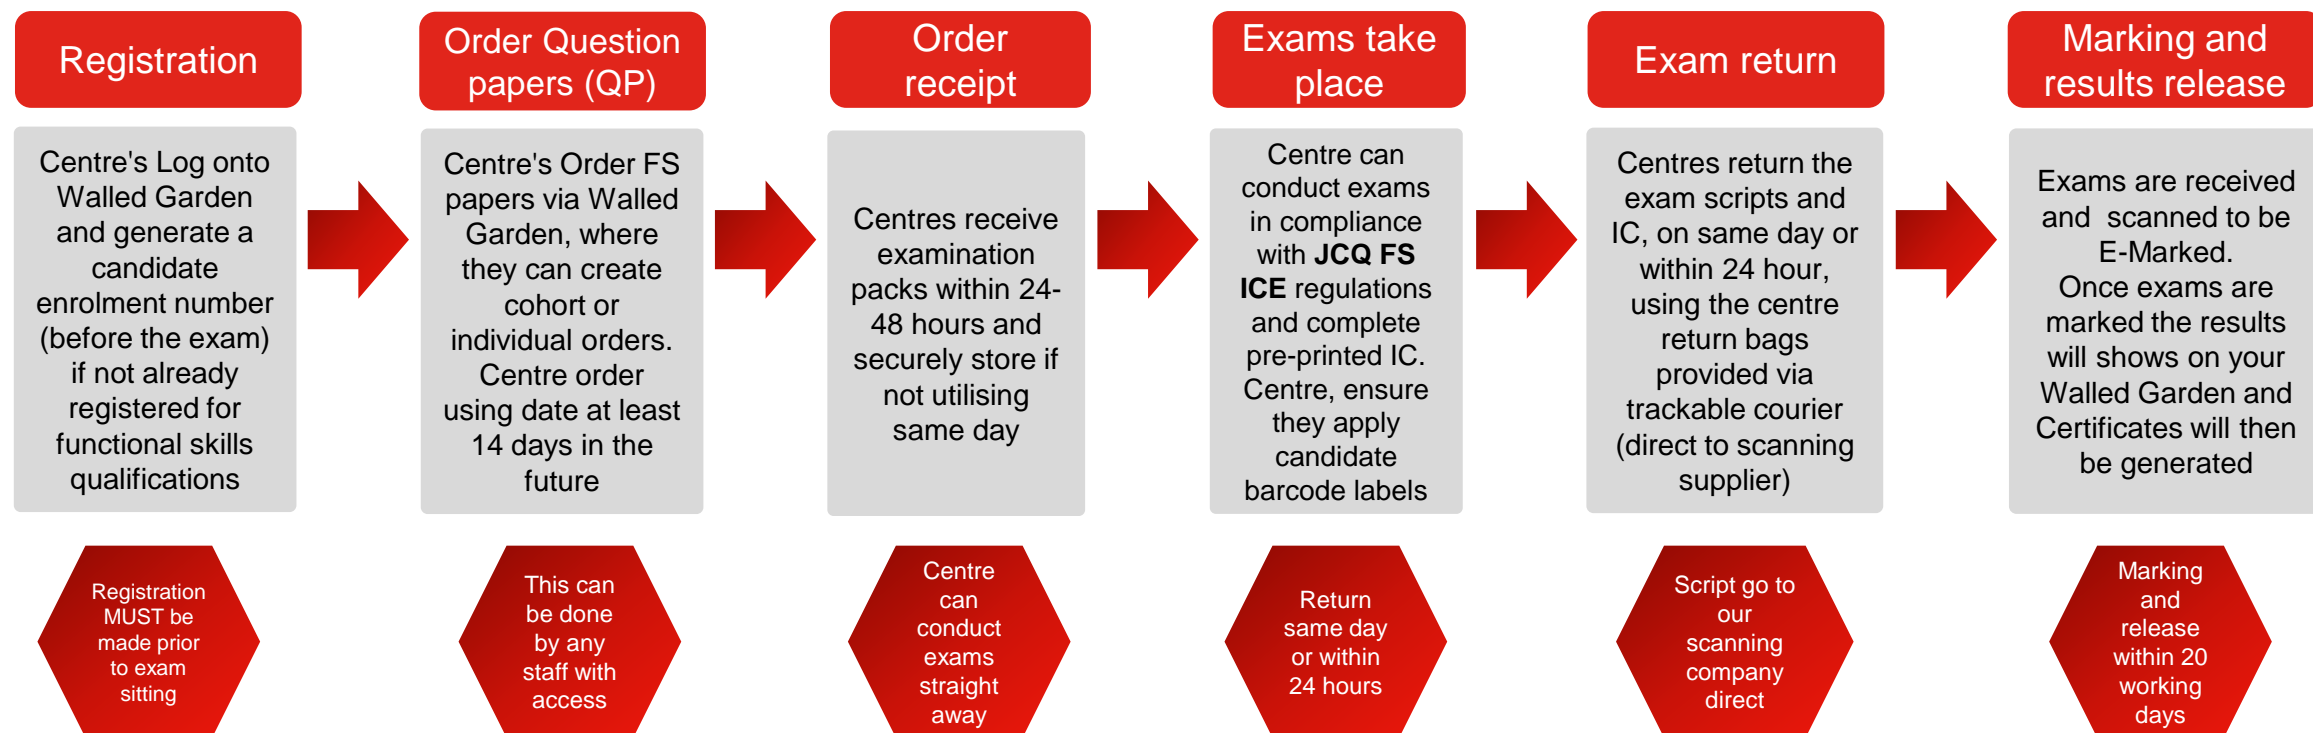 Registration
Centre's Log onto
Walled Garden
and generate a
candidate
enrolment number
(before the exam)
if not already
registered for
functional skills
qualifications
Registration
MUST be
made prior
to exam
sitting
Order Question
papers (QP)
Centre's Order FS
papers via Walled
Garden, where
they can create
cohort or
individual orders.
Centre order
using date at least
14 days in the
future
This can
be done
by any
staff with
access
Order
receipt
Centres receive
examination
packs within 24-
48 hours and
securely store if
not utilising
same day
Centre
can
conduct
exams
straight
away
Exams take
place
Centre can
conduct exams
in compliance
with JCQ FS
ICE regulations
and complete
pre-printed IC.
Centre, ensure
they apply
candidate
barcode labels
Return
same day
or within
24 hours
Exam return
Centres return the
exam scripts and
IC, on same day or
within 24 hour,
using the centre
return bags
provided via
trackable courier
(direct to scanning
supplier)
Script go to
our
scanning
company
direct
Marking and
results release
Exams are received
and scanned to be
E-Marked.
Once exams are
marked the results
will shows on your
Walled Garden and
Certificates will then
be generated
Marking
and
release
within 20
working
days